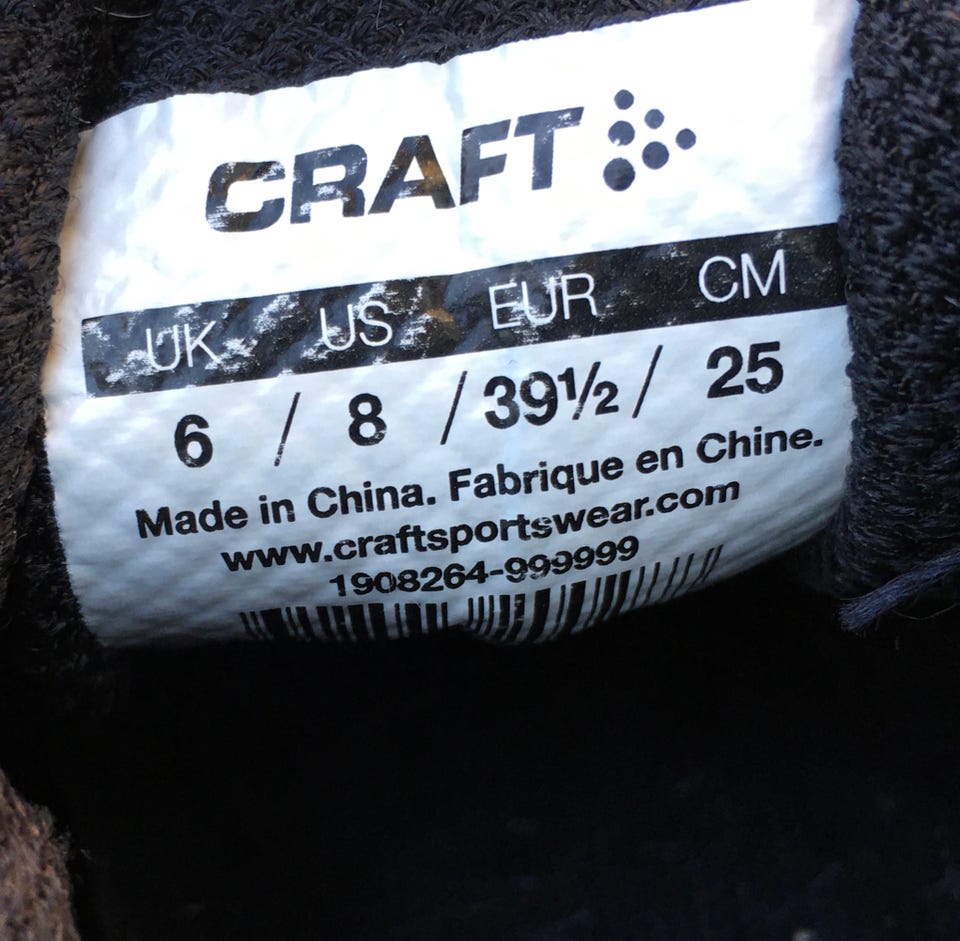 CRAFT
UK US EUR CM
6 / 8 / 39½ / 25
Made in China. Fabrique en Chine.
www.craftsportswear.com
1908264-999999